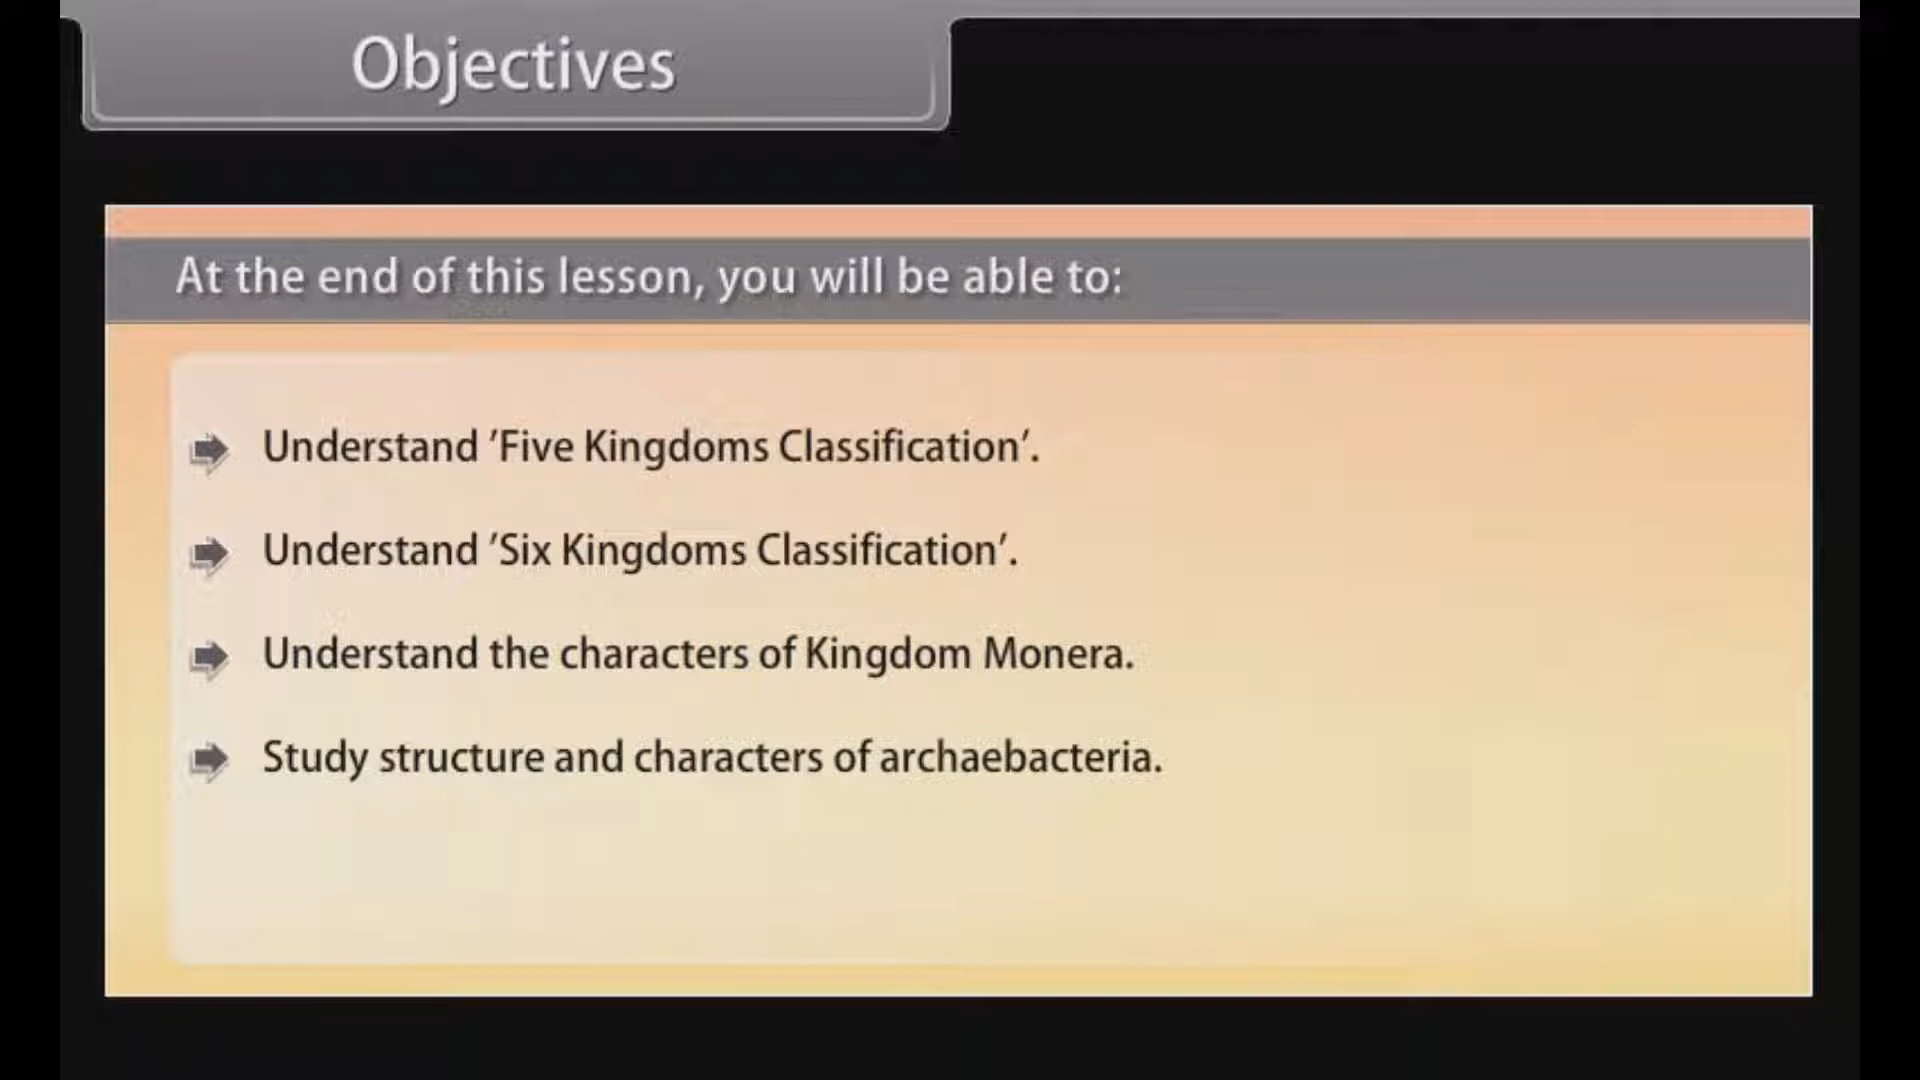 Objectives
At the end of this lesson, you will be able to:
Understand 'Five Kingdoms Classification'.
Understand 'Six Kingdoms Classification'.
Understand the characters of Kingdom Monera.
Study structure and characters of archaebacteria.